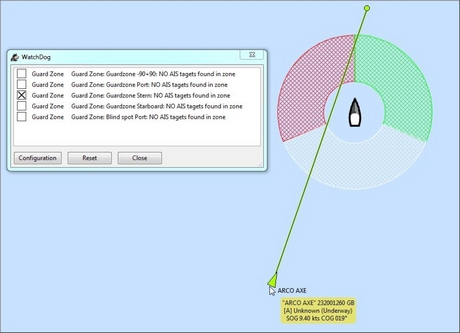 WatchDog
Guard Zone Guard Zone: Guardzone -90+90: NO AIS tagets found in zone
Guard Zone Guard Zone: Guardzone Port: NO AIS tagets found in zone
Guard Zone Guard Zone: Guardzone Stern: NO AIS tagets found in zone
Guard Zone Guard Zone: Guardzone Starboard: NO AIS tagets found in zone
Guard Zone Guard Zone: Blind spot Port: NO AIS tagets found in zone
Configuration Reset Close
ARCO AXE
"ARCO AXE" 232001260 GB
[A] Unknown (Underway)
SOG 9.40 kts COG 019°